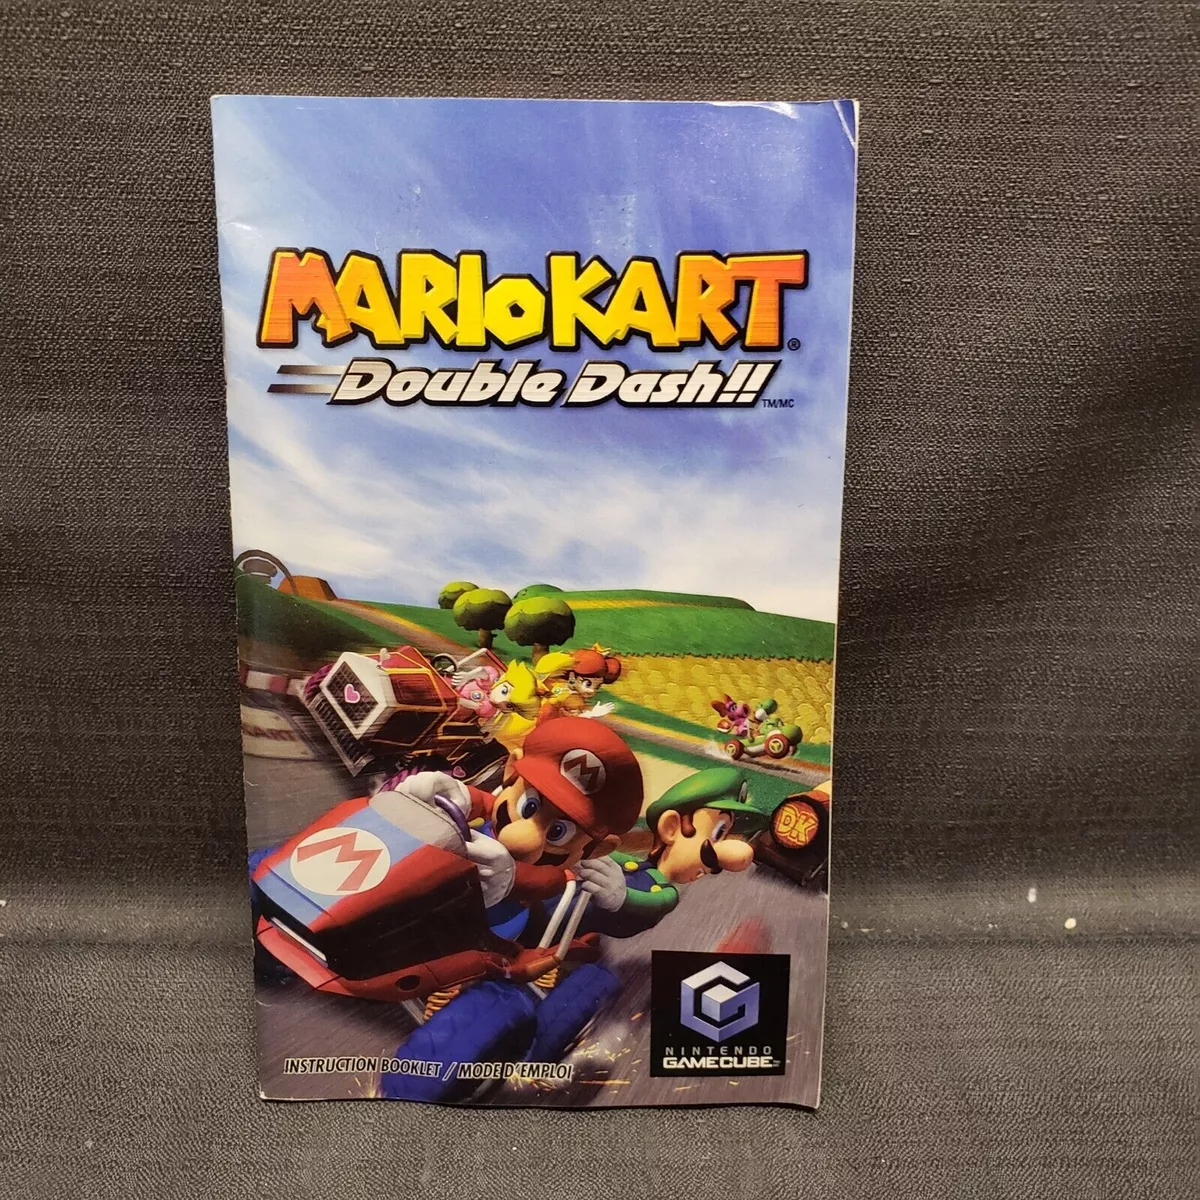 MARIO KART®
Double Dash!! TM/MC
M
M
DK
INSTRUCTION BOOKLET / MODE D'EMPLOI
NINTENDO
GAMECUBE